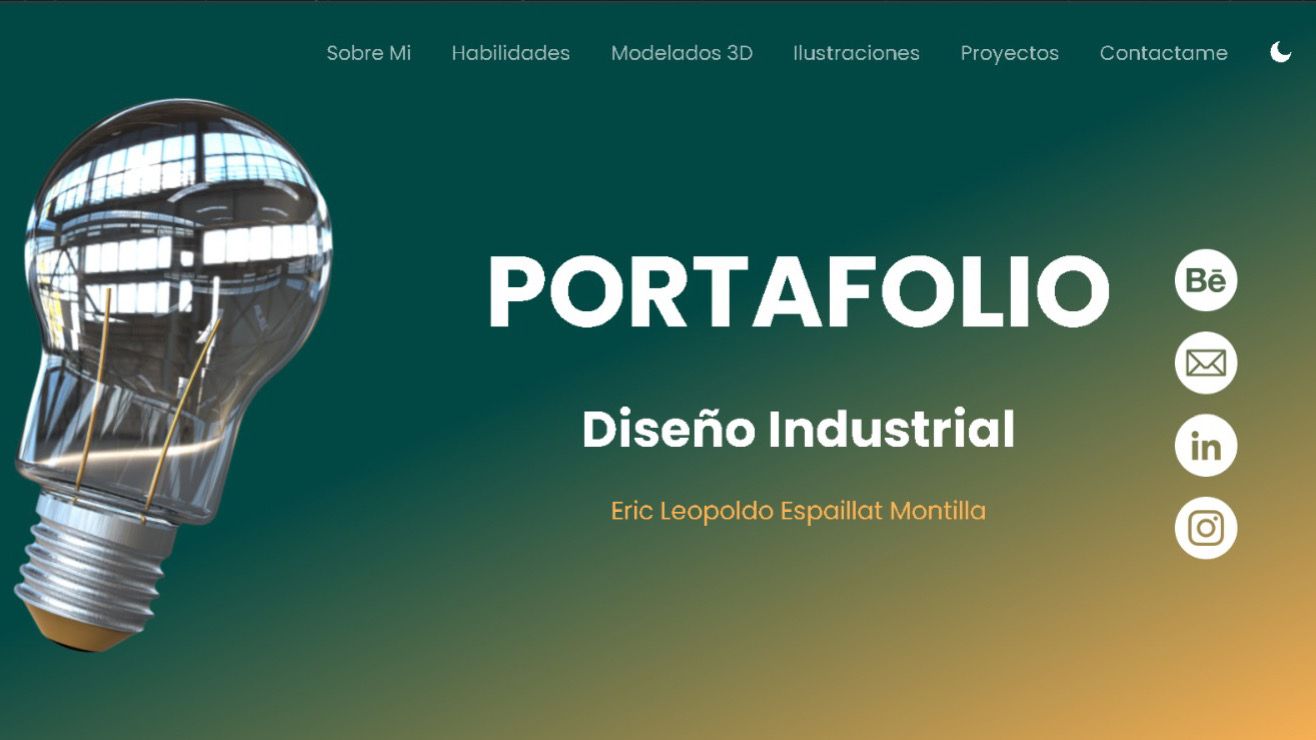 Sobre Mi Habilidades Modelados 3D Ilustraciones Proyectos Contactame
PORTAFOLIO
Diseño Industrial
Eric Leopoldo Espaillat Montilla
Bē
in